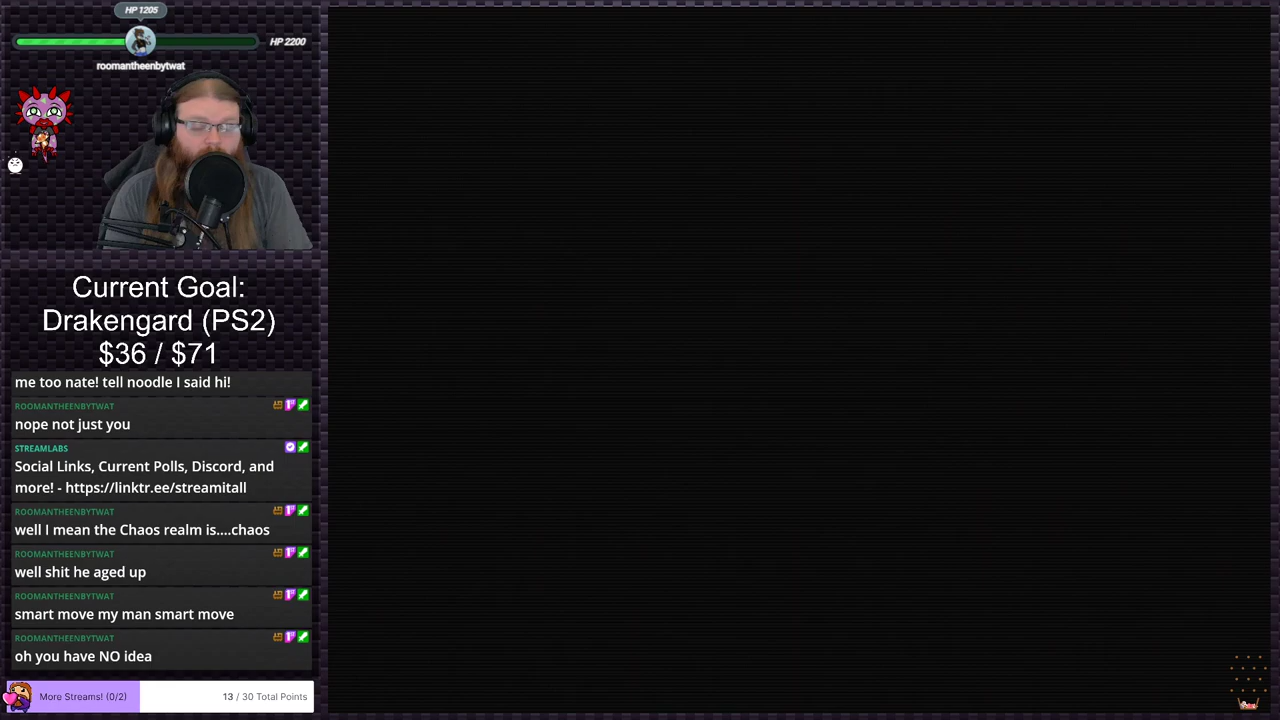 HP 1205
HP 2200
roomantheenbytwat
Current Goal:
Drakengard (PS2)
$36 / $71
me too nate! tell noodle I said hi!
ROOMANTHEENBYTWAT
nope not just you
STREAMLABS
Social Links, Current Polls, Discord, and
more! - https://linktr.ee/streamitall
ROOMANTHEENBYTWAT
well I mean the Chaos realm is....chaos
ROOMANTHEENBYTWAT
well shit he aged up
ROOMANTHEENBYTWAT
smart move my man smart move
ROOMANTHEENBYTWAT
oh you have NO idea
More Streams! (0/2)
13 / 30 Total Points